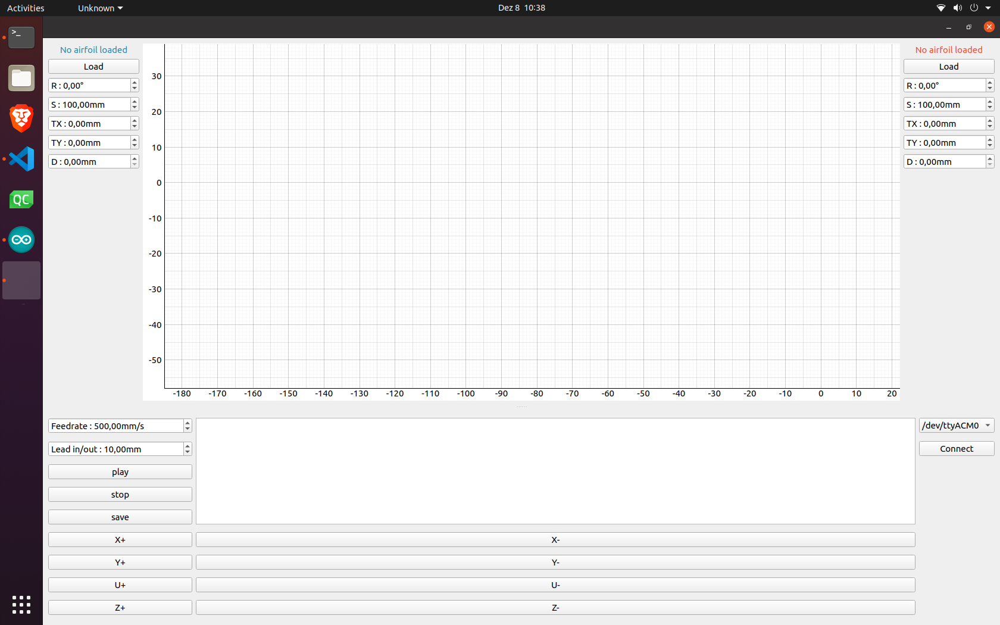 Activities
Unknown
Dez 8 10:38
>_
QC
No airfoil loaded
Load
R : 0,00°
S : 100,00mm
TX : 0,00mm
TY : 0,00mm
D : 0,00mm
30
20
10
0
-10
-20
-30
-40
-50
-180 -170 -160 -150 -140 -130 -120 -110 -100 -90 -80 -70 -60 -50 -40 -30 -20 -10 0 10 20
No airfoil loaded
Load
R : 0,00°
S : 100,00mm
TX : 0,00mm
TY : 0,00mm
D : 0,00mm
Feedrate : 500,00mm/s
Lead in/out : 10,00mm
play
stop
save
/dev/ttyACM0
Connect
X+ X-
Y+ Y-
U+ U-
Z+ Z-